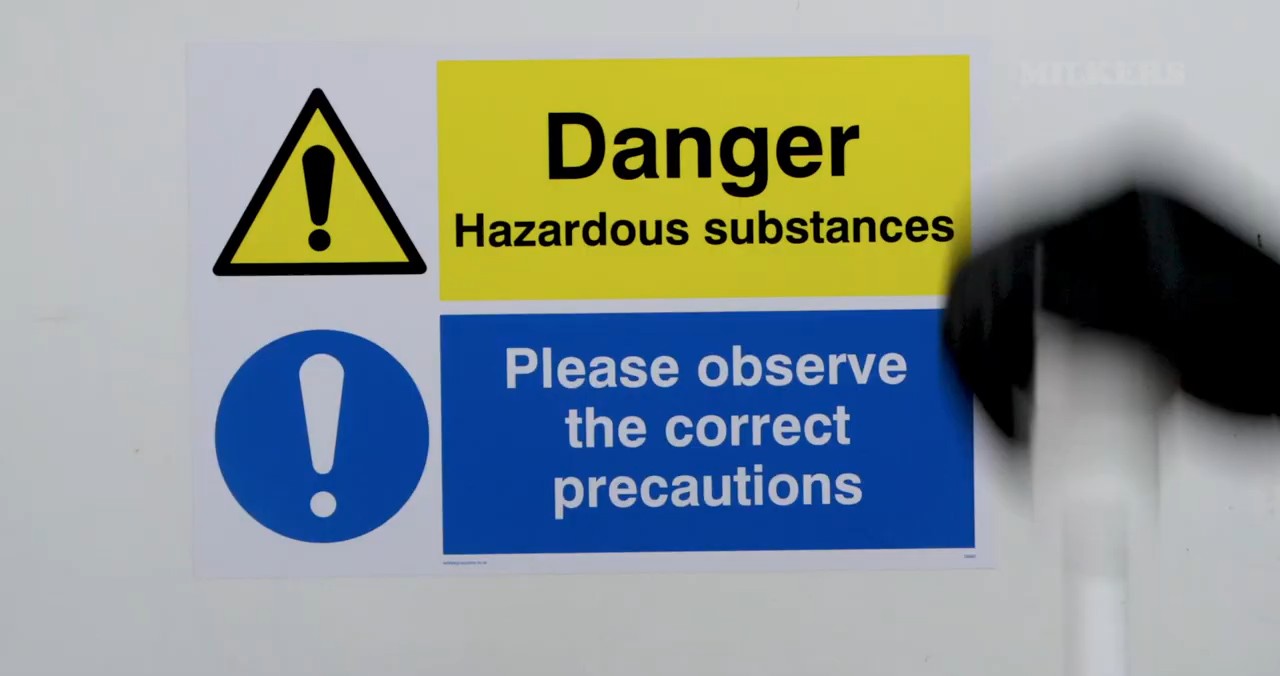 MILKERS
Danger
Hazardous substances
Please observe
the correct
precautions